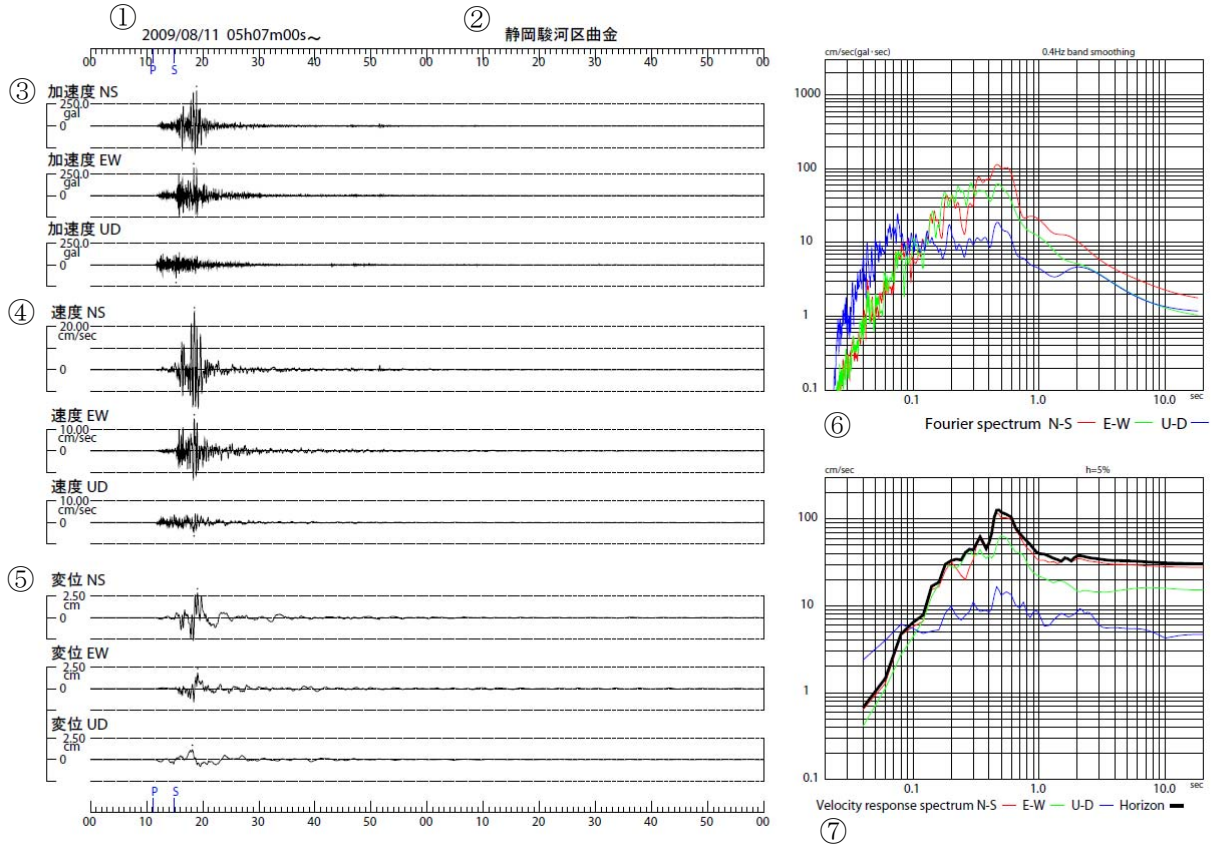 ①
2009/08/11 05h07m00s～
②
静岡駿河区曲金
00 10 20 30 40 50 00 10 20 30 40 50 00
P S
③
加速度 NS
250.0
gal
0
加速度 EW
250.0
gal
0
加速度 UD
250.0
gal
0
④
速度 NS
20.00
cm/sec
0
速度 EW
10.00
cm/sec
0
速度 UD
10.00
cm/sec
0
⑤
変位 NS
2.50
cm
0
変位 EW
2.50
cm
0
変位 UD
2.50
cm
0
P S
00 10 20 30 40 50 00 10 20 30 40 50 00
cm/sec(gal·sec) 0.4Hz band smoothing
1000
100
10
1
0.1
0.1 1.0 10.0 sec
⑥
Fourier spectrum N-S E-W U-D
cm/sec h=5%
100
10
1
0.1
0.1 1.0 10.0 sec
Velocity response spectrum N-S E-W U-D Horizon
⑦